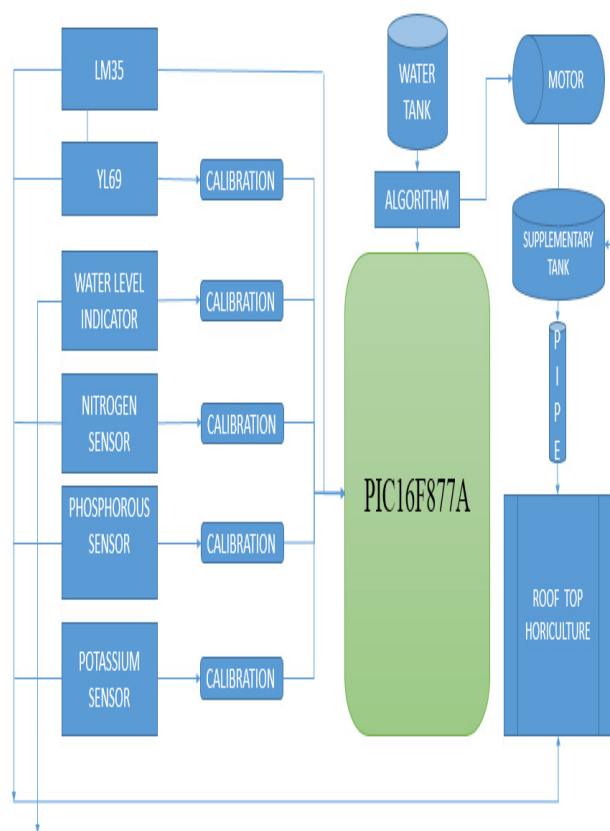 LM35
YL69
CALIBRATION
WATER LEVEL
INDICATOR
CALIBRATION
NITROGEN
SENSOR
CALIBRATION
PHOSPHOROUS
SENSOR
CALIBRATION
POTASSIUM
SENSOR
CALIBRATION
WATER
TANK
ALGORITHM
PIC16F877A
MOTOR
SUPPLEMENTARY
TANK
P
I
P
E
ROOF TOP
HORICULTURE